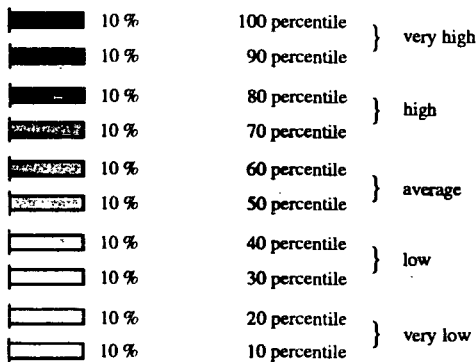 10 % 100 percentile
} very high
10 % 90 percentile
10 % 80 percentile
} high
10 % 70 percentile
10 % 60 percentile
} average
10 % 50 percentile
10 % 40 percentile
} low
10 % 30 percentile
10 % 20 percentile
} very low
10 % 10 percentile